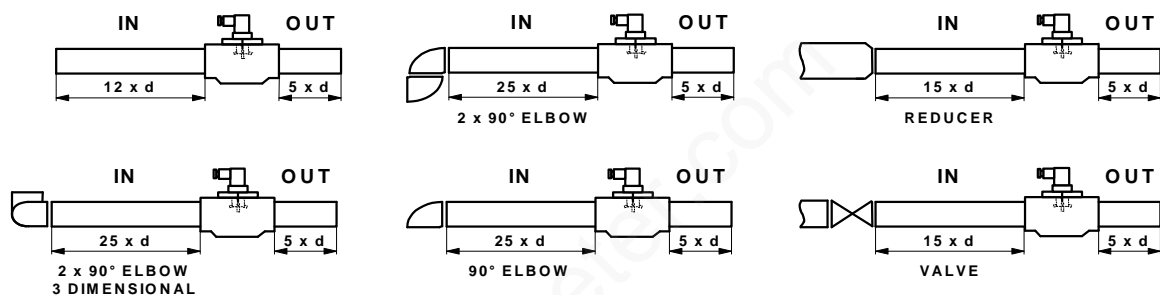 IN OUT
12 x d 5 x d
IN OUT
25 x d 5 x d
2 x 90° ELBOW
IN OUT
15 x d 5 x d
REDUCER
IN OUT
25 x d 5 x d
2 x 90° ELBOW
3 DIMENSIONAL
IN OUT
25 x d 5 x d
90° ELBOW
IN OUT
15 x d 5 x d
VALVE